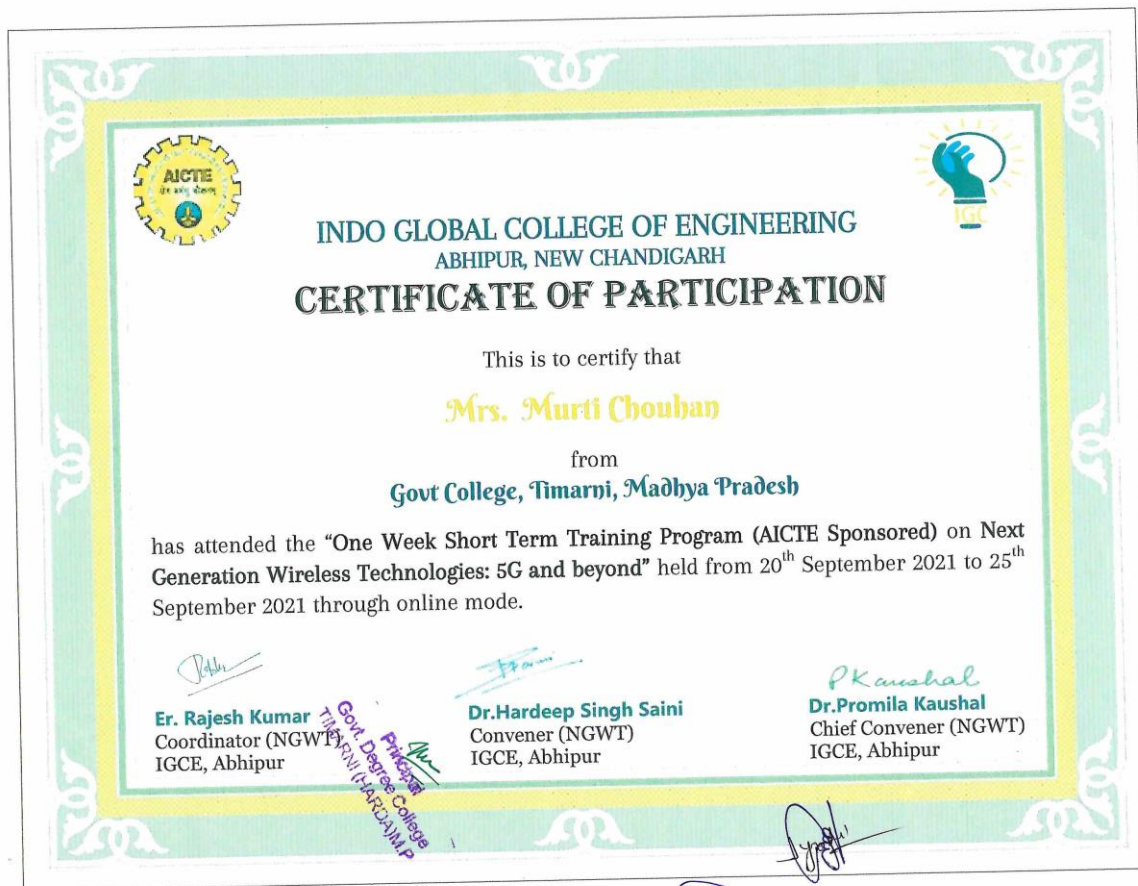 AICTE
IGC
INDO GLOBAL COLLEGE OF ENGINEERING
ABHIPUR, NEW CHANDIGARH
CERTIFICATE OF PARTICIPATION
This is to certify that
Mrs. Murti Chouhan
from
Govt College, Timarni, Madhya Pradesh
has attended the "One Week Short Term Training Program (AICTE Sponsored) on Next
Generation Wireless Technologies: 5G and beyond" held from 20th September 2021 to 25th
September 2021 through online mode.
PKaushal
Er. Rajesh Kumar
Coordinator (NGWT)
IGCE, Abhipur
Dr.Hardeep Singh Saini
Convener (NGWT)
IGCE, Abhipur
Dr.Promila Kaushal
Chief Convener (NGWT)
IGCE, Abhipur
Principal
Govt. Degree College
TIMARNI (HARDA)M.P